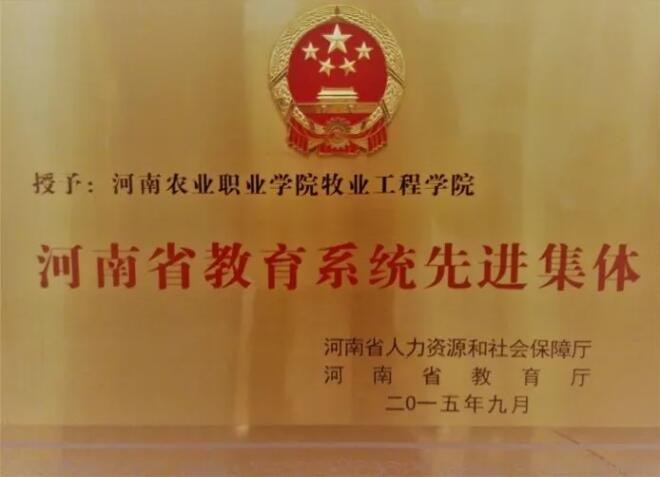 授予：河南农业职业学院牧业工程学院
河南省教育系统先进集体
河南省人力资源和社会保障厅
河南省教育厅
二〇一五年九月